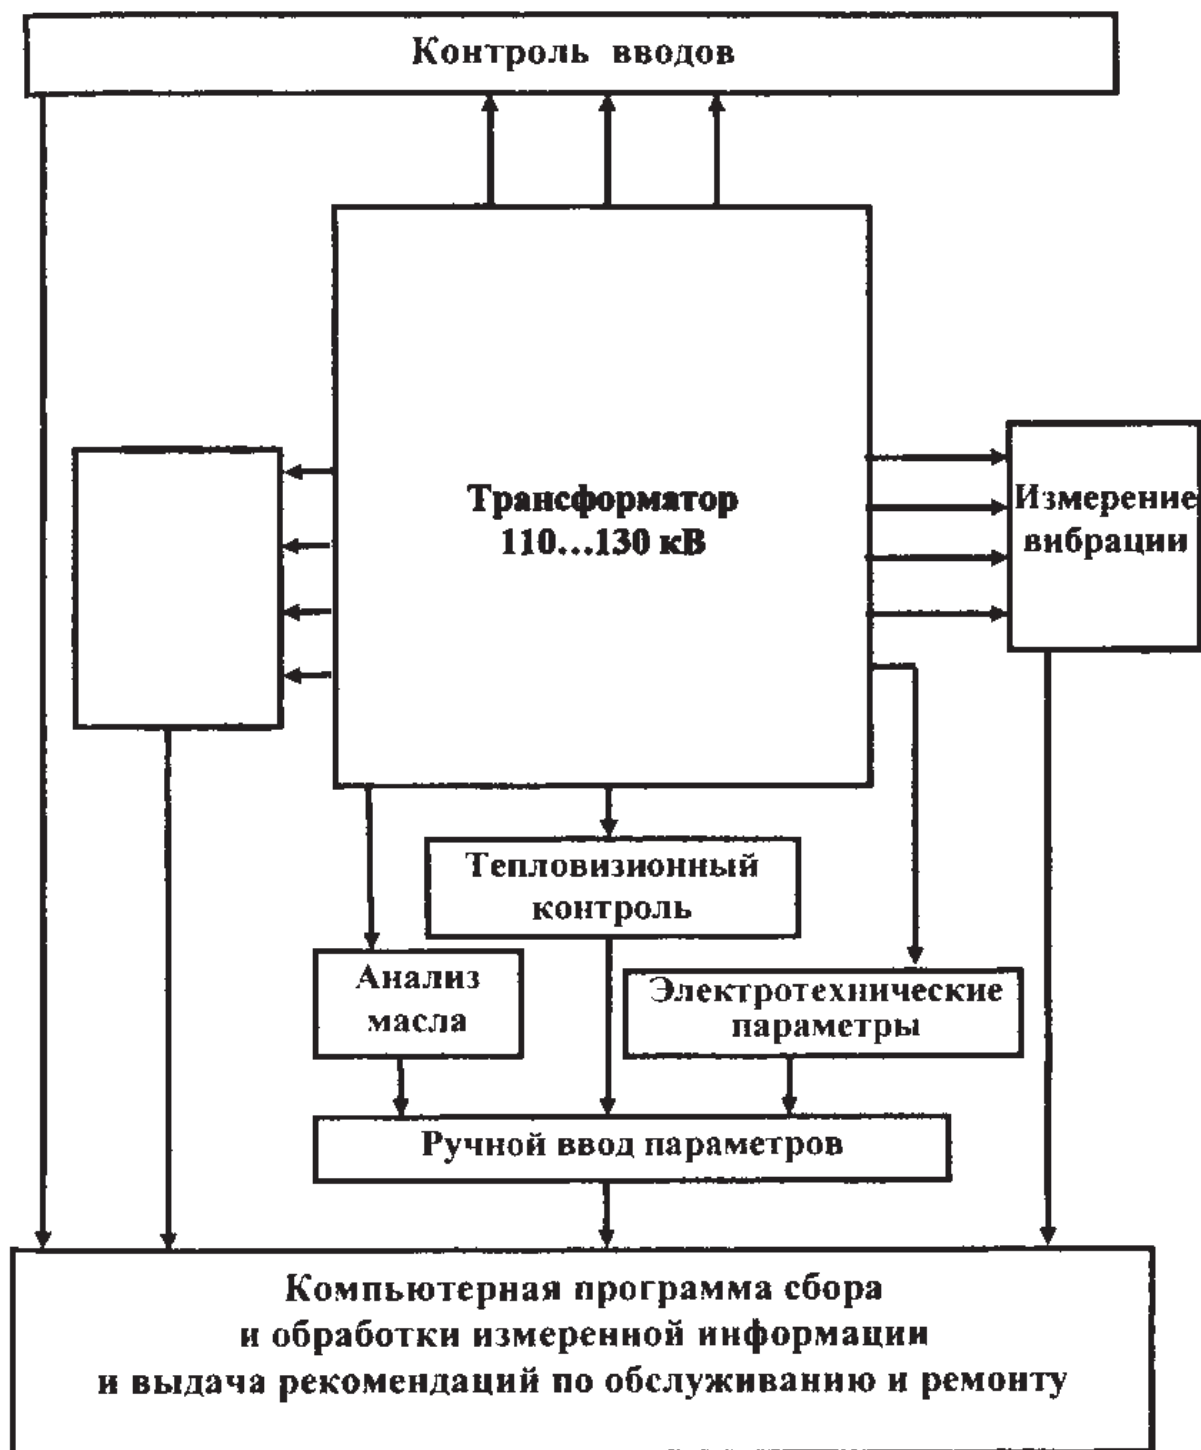 Контроль вводов
Трансформатор
110...130 кВ
Измерение
вибрации
Тепловизионный
контроль
Анализ
масла
Электротехнические
параметры
Ручной ввод параметров
Компьютерная программа сбора
и обработки измеренной информации
и выдача рекомендаций по обслуживанию и ремонту